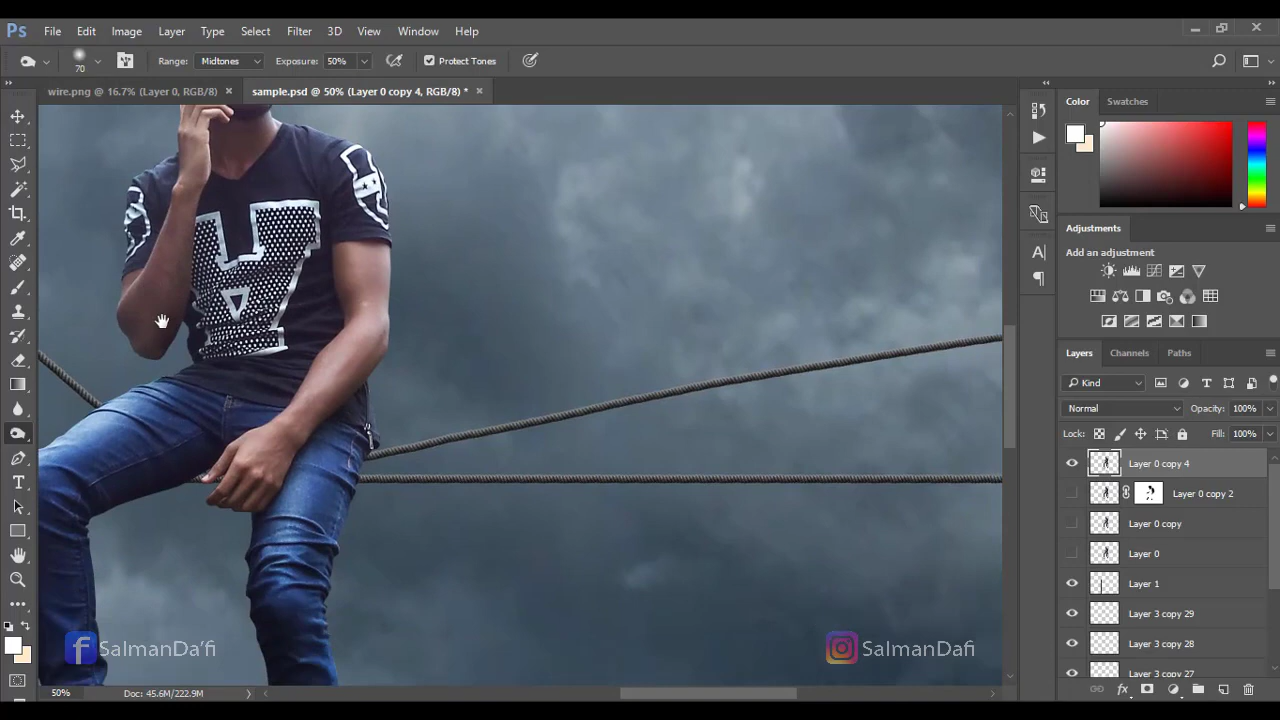 Ps File Edit Image Layer Type Select Filter 3D View Window Help
70 Range: Midtones Exposure: 50% Protect Tones
wire.png @ 16.7% (Layer 0, RGB/8) sample.psd @ 50% (Layer 0 copy 4, RGB/8) *
Color Swatches
Adjustments
Add an adjustment
Layers Channels Paths
Kind
Normal Opacity: 100%
Lock: Fill: 100%
Layer 0 copy 4
Layer 0 copy 2
Layer 0 copy
Layer 0
Layer 1
Layer 3 copy 29
Layer 3 copy 28
Layer 3 copy 27
SalmanDa'fi SalmanDafi
50% Doc: 45.6M/222.9M